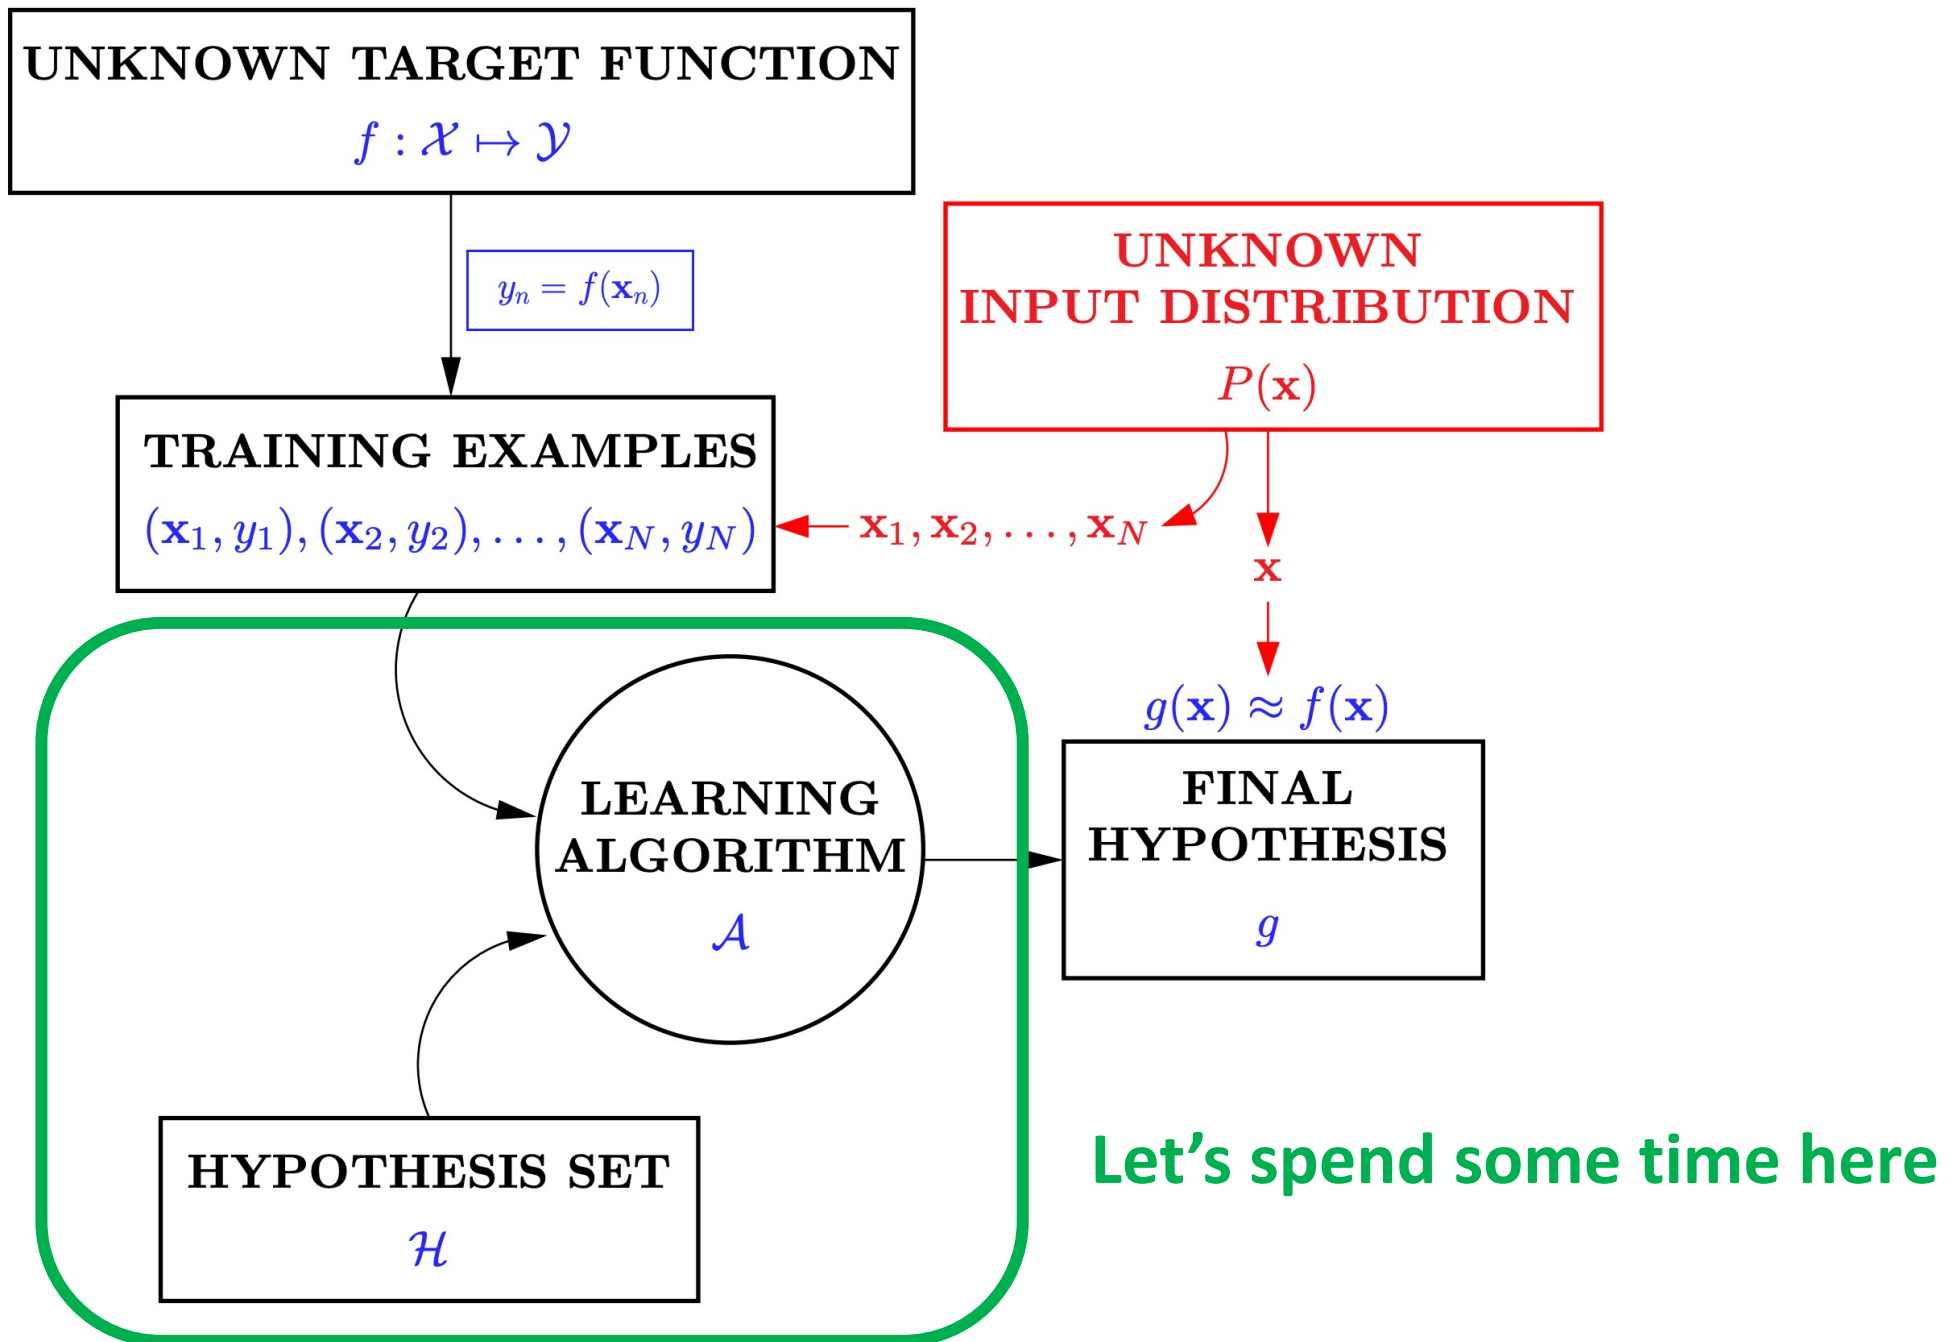 UNKNOWN TARGET FUNCTION
f : 𝒳 ↦ 𝒴
yₙ = f(𝐱ₙ)
UNKNOWN
INPUT DISTRIBUTION
P(𝐱)
TRAINING EXAMPLES
(𝐱₁, y₁), (𝐱₂, y₂), . . . , (𝐱_N, y_N)
𝐱₁, 𝐱₂, . . . , 𝐱_N
𝐱
g(𝐱) ≈ f(𝐱)
LEARNING
ALGORITHM
𝒜
FINAL
HYPOTHESIS
g
HYPOTHESIS SET
ℋ
Let’s spend some time here